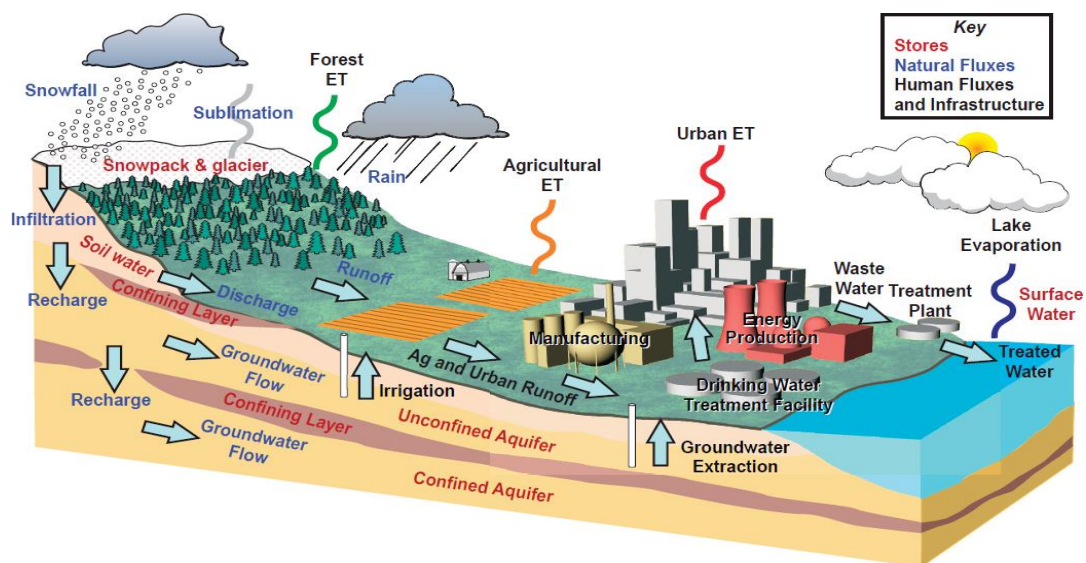 Key
Stores
Natural Fluxes
Human Fluxes
and Infrastructure
Snowfall
Sublimation
Forest
ET
Snowpack & glacier
Rain
Urban ET
Agricultural
ET
Infiltration
Soil water
Recharge
Confining Layer
Discharge
Runoff
Lake
Evaporation
Waste
Water
Treatment
Plant
Surface
Water
Manufacturing
Energy
Production
Treated
Water
Groundwater
Flow
Irrigation
Ag and Urban Runoff
Drinking Water
Treatment Facility
Recharge
Confining Layer
Unconfined Aquifer
Groundwater
Extraction
Groundwater
Flow
Confined Aquifer